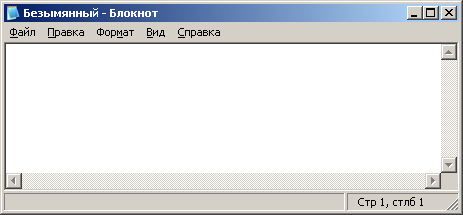 Безымянный - Блокнот
Файл Правка Формат Вид Справка
Стр 1, стлб 1